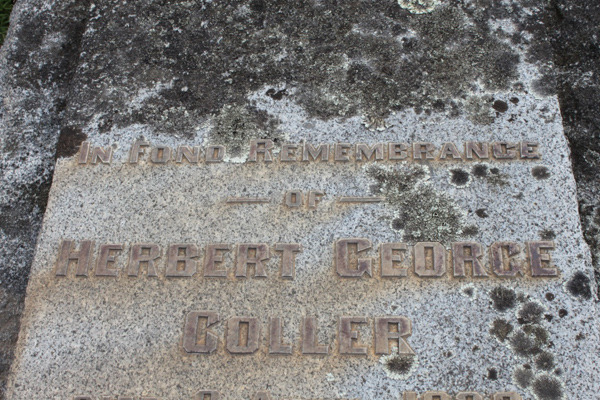 IN FOND REMEMBRANCE
OF
HERBERT GEORGE
COLLER